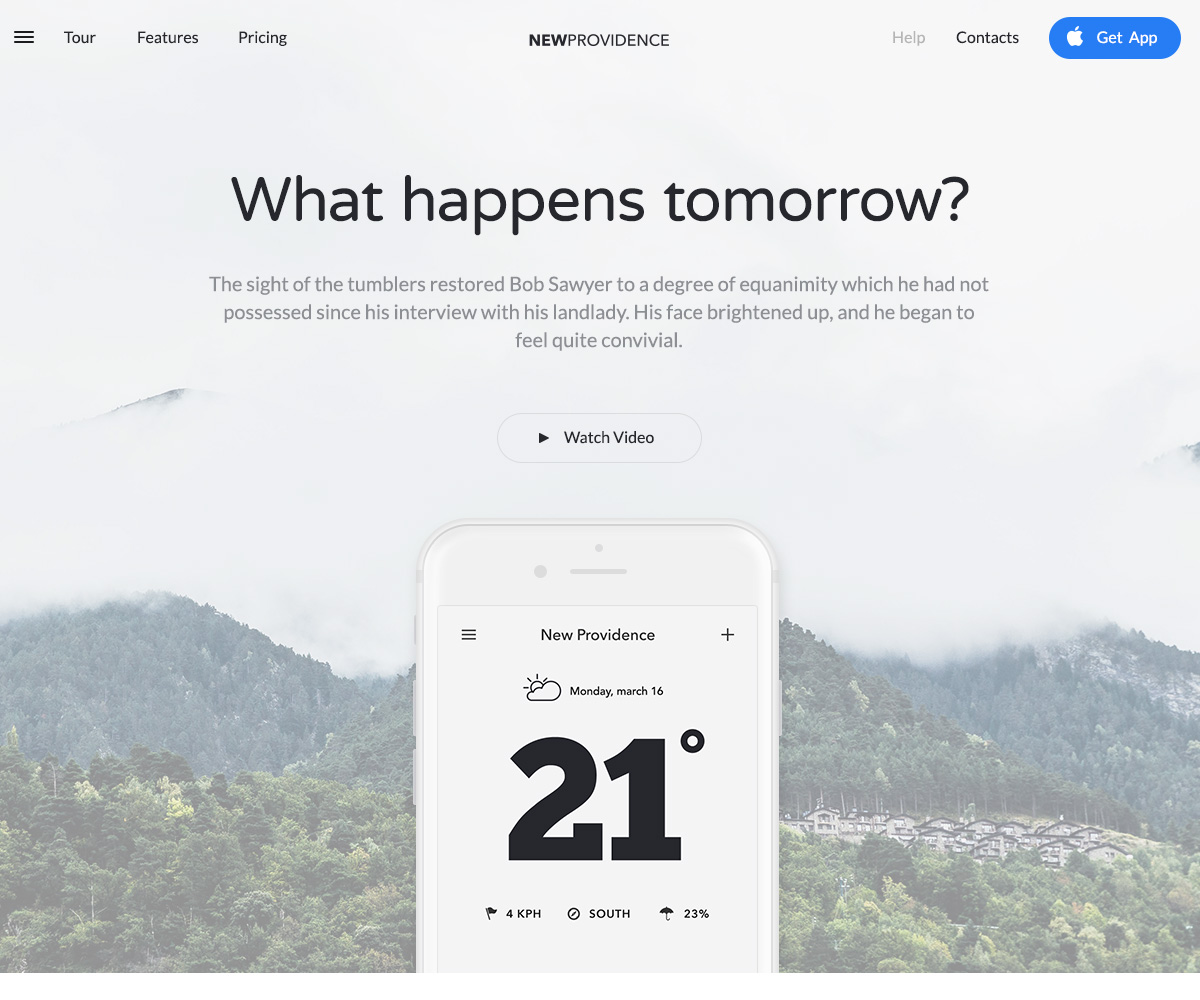 Tour Features Pricing NEWPROVIDENCE Help Contacts Get App
What happens tomorrow?
The sight of the tumblers restored Bob Sawyer to a degree of equanimity which he had not
possessed since his interview with his landlady. His face brightened up, and he began to
feel quite convivial.
Watch Video
New Providence
Monday, march 16
21°
4 KPH SOUTH 23%